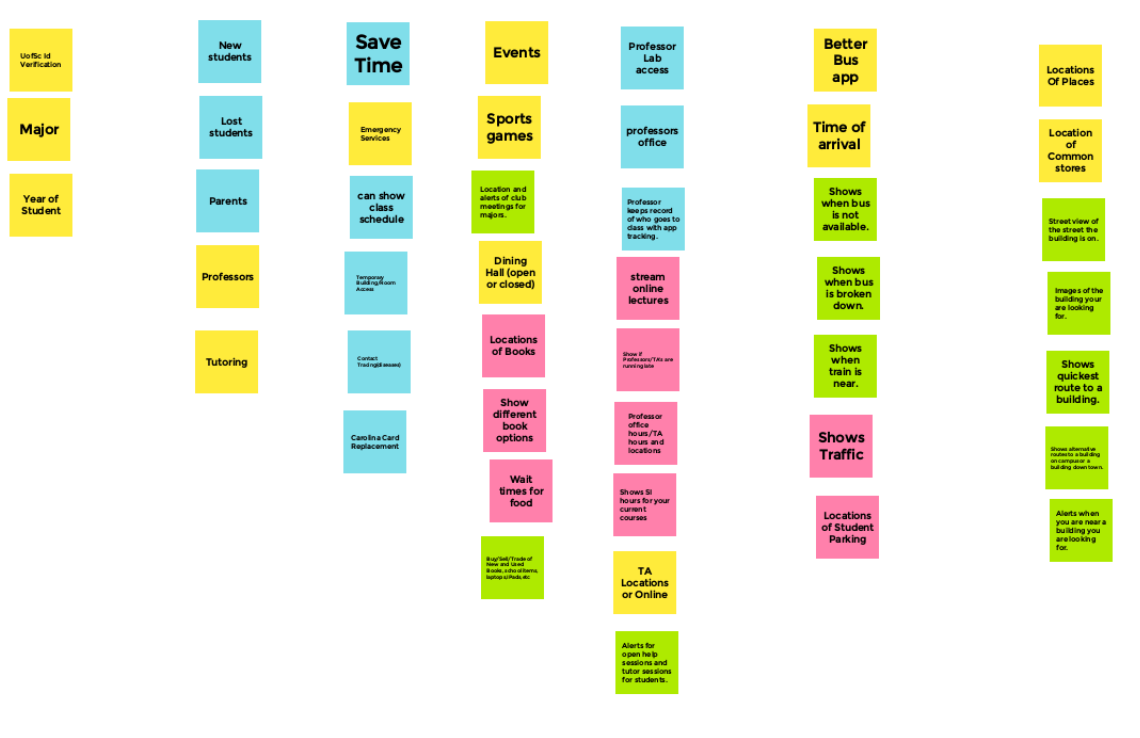 UofSc Id
Verification
Major
Year of
Student
New
students
Lost
students
Parents
Professors
Tutoring
Save
Time
Emergency
Services
can show
class
schedule
Temporary
Building/Room
Access
Contact
Tracing(diseases)
Carolina Card
Replacement
Events
Sports
games
Location and
alerts of club
meetings for
majors.
Dining
Hall (open
or closed)
Locations
of Books
Show
different
book
options
Wait
times for
food
Buy/Sell/Trade of
New and Used
Books, school items,
laptops/iPads,etc
Professor
Lab
access
professors
office
Professor
keeps record
of who goes to
class with app
tracking.
stream
online
lectures
Show if
Professors/TA's are
running late
Professor
office
hours/TA
hours and
locations
Shows SI
hours for your
current
courses
TA
Locations
or Online
Alerts for
open help
sessions and
tutor sessions
for students.
Better
Bus
app
Time of
arrival
Shows
when bus
is not
available.
Shows
when bus
is broken
down.
Shows
when
train is
near.
Shows
Traffic
Locations
of Student
Parking
Locations
Of Places
Location
of
Common
stores
Street view of
the street the
building is on.
Images of the
building your
are looking
for.
Shows
quickest
route to a
building.
Shows alternative
routes to a building
on campus or a
building downtown.
Alerts when
you are near a
building you
are looking
for.